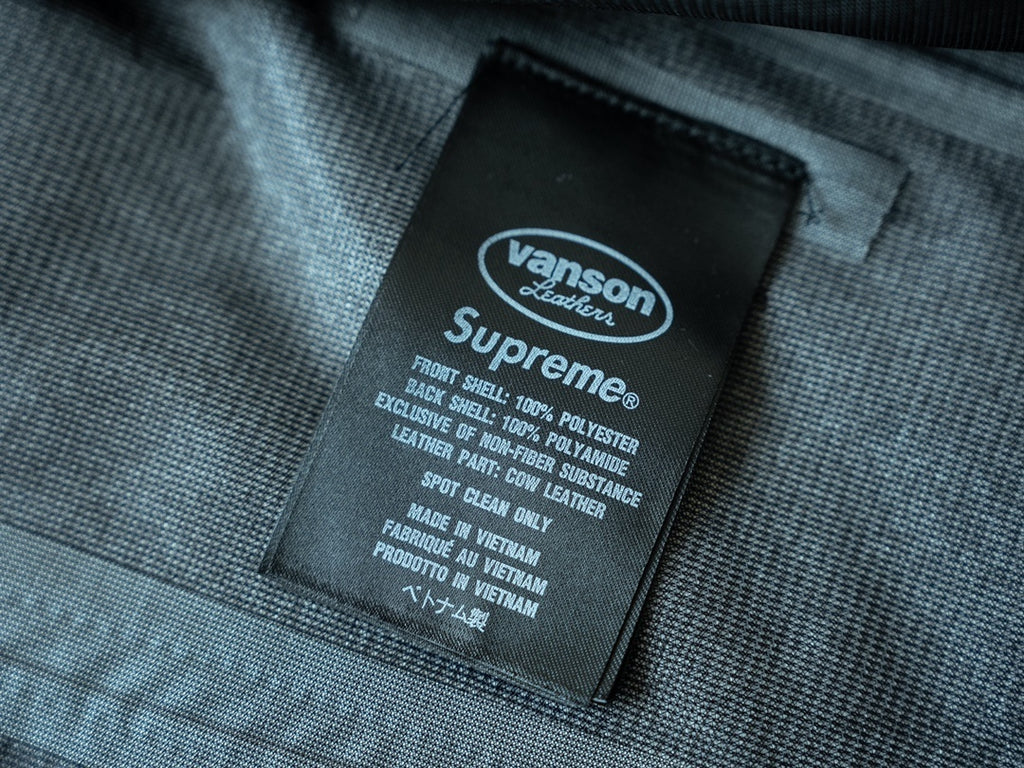 vanson
Leathers
Supreme®
FRONT SHELL: 100% POLYESTER
BACK SHELL: 100% POLYAMIDE
EXCLUSIVE OF NON-FIBER SUBSTANCE
LEATHER PART: COW LEATHER
SPOT CLEAN ONLY
MADE IN VIETNAM
FABRIQUÉ AU VIETNAM
PRODOTTO IN VIETNAM
ベトナム製